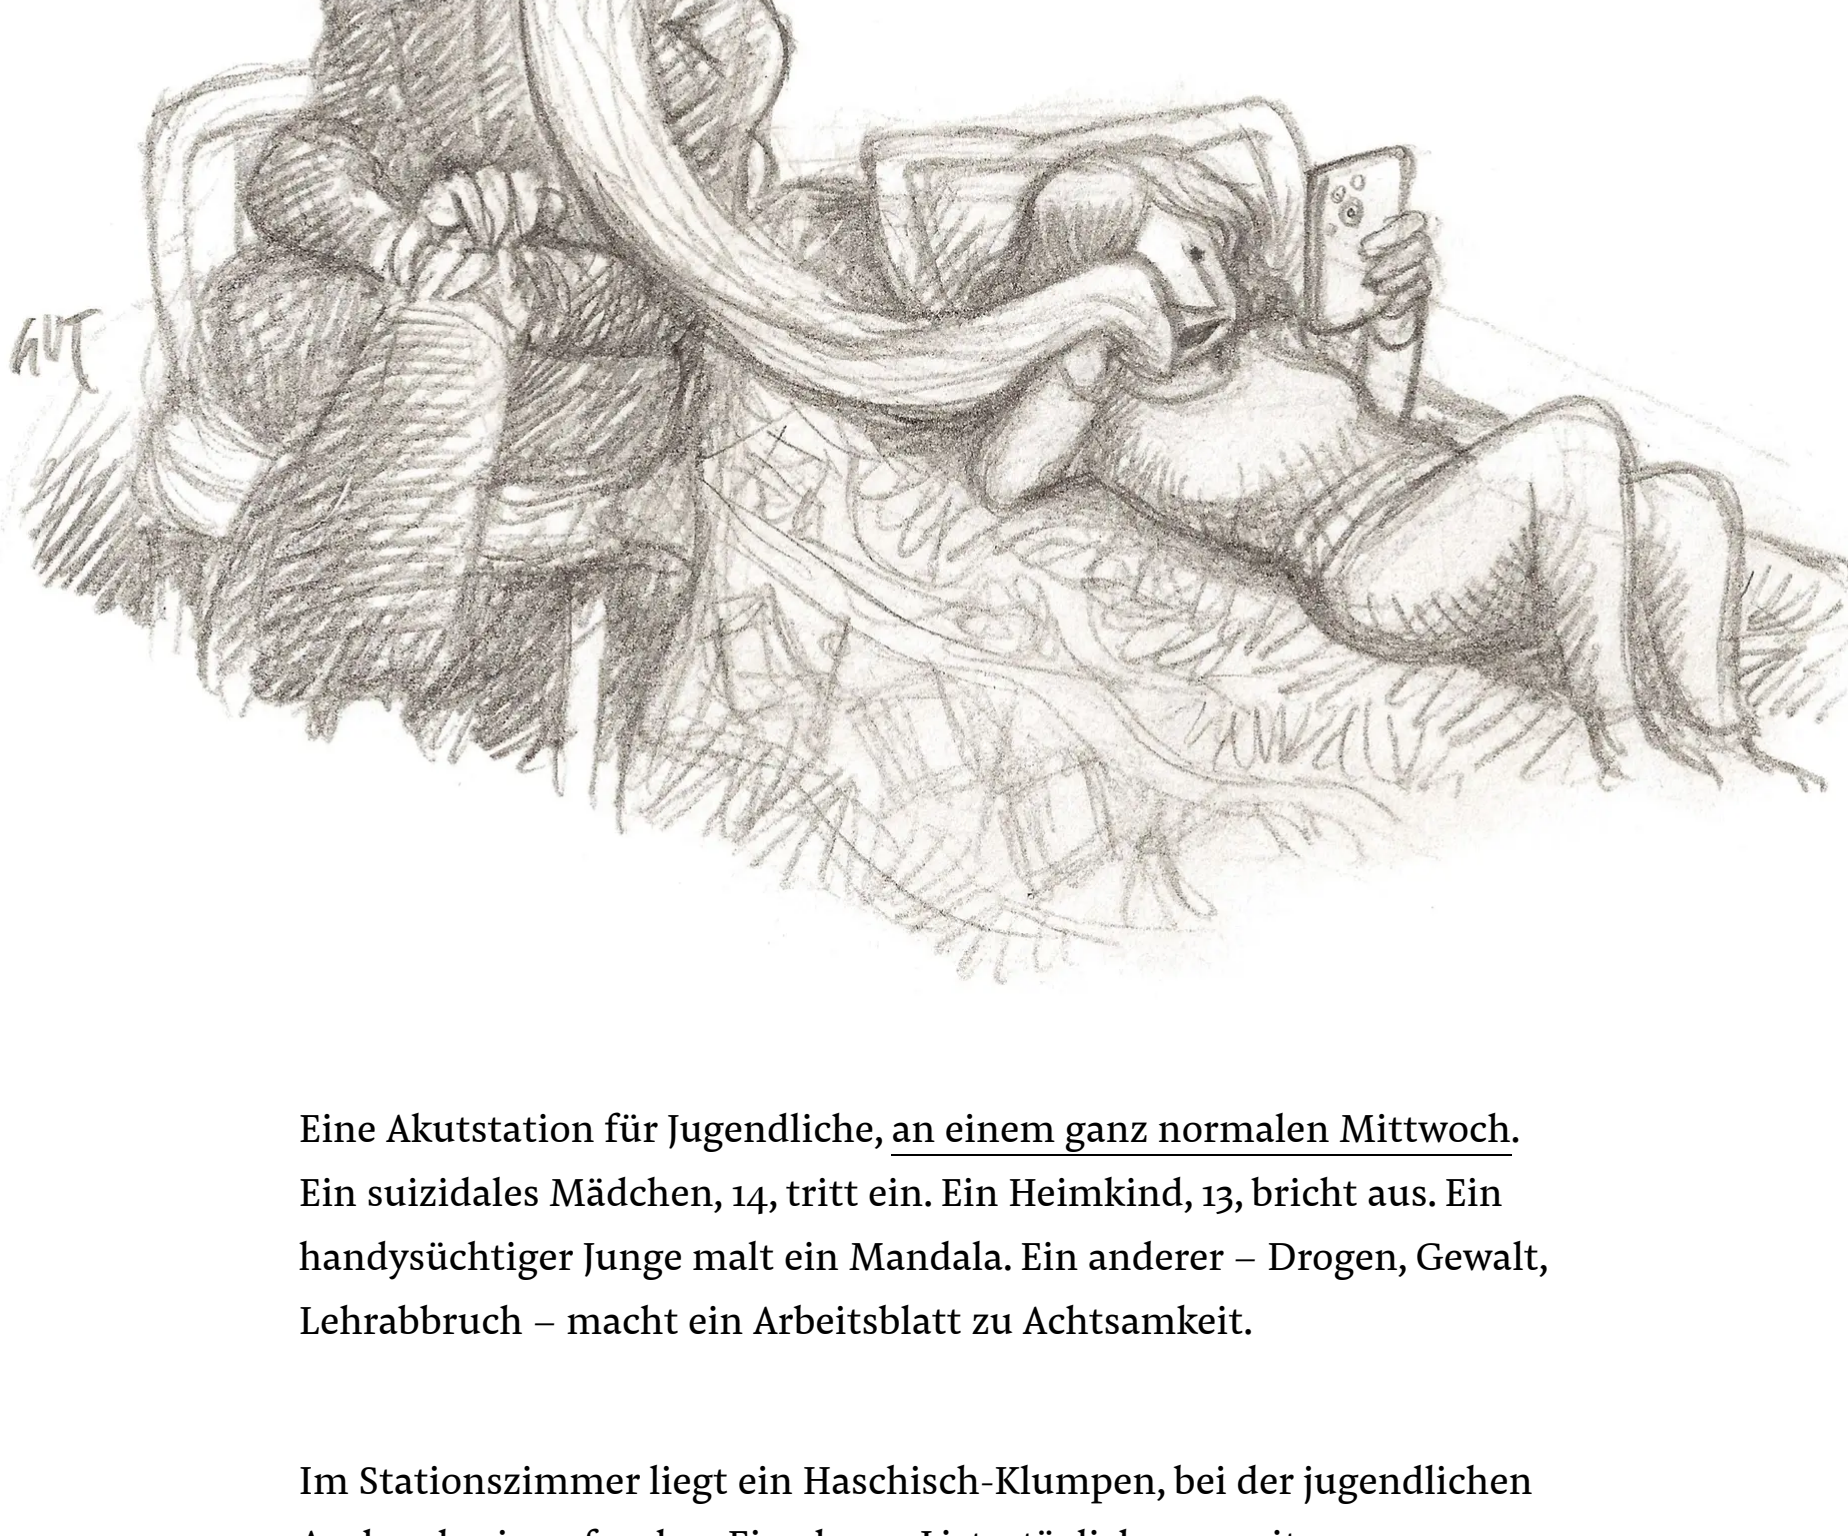 GUT
Eine Akutstation für Jugendliche, an einem ganz normalen Mittwoch.
Ein suizidales Mädchen, 14, tritt ein. Ein Heimkind, 13, bricht aus. Ein
handysüchtiger Junge malt ein Mandala. Ein anderer – Drogen, Gewalt,
Lehrabbruch – macht ein Arbeitsblatt zu Achtsamkeit.
Im Stationszimmer liegt ein Haschisch-Klumpen, bei der jugendlichen